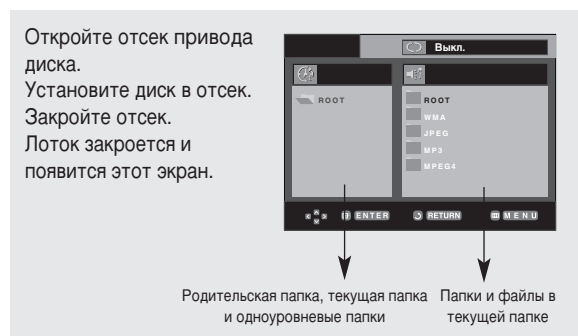 Откройте отсек привода
диска.
Установите диск в отсек.
Закройте отсек.
Лоток закроется и
появится этот экран.
Выкл.
ROOT
ROOT
WMA
JPEG
MP3
MPEG4
ENTER RETURN MENU
Родительская папка, текущая папка
и одноуровневые папки
Папки и файлы в
текущей папке